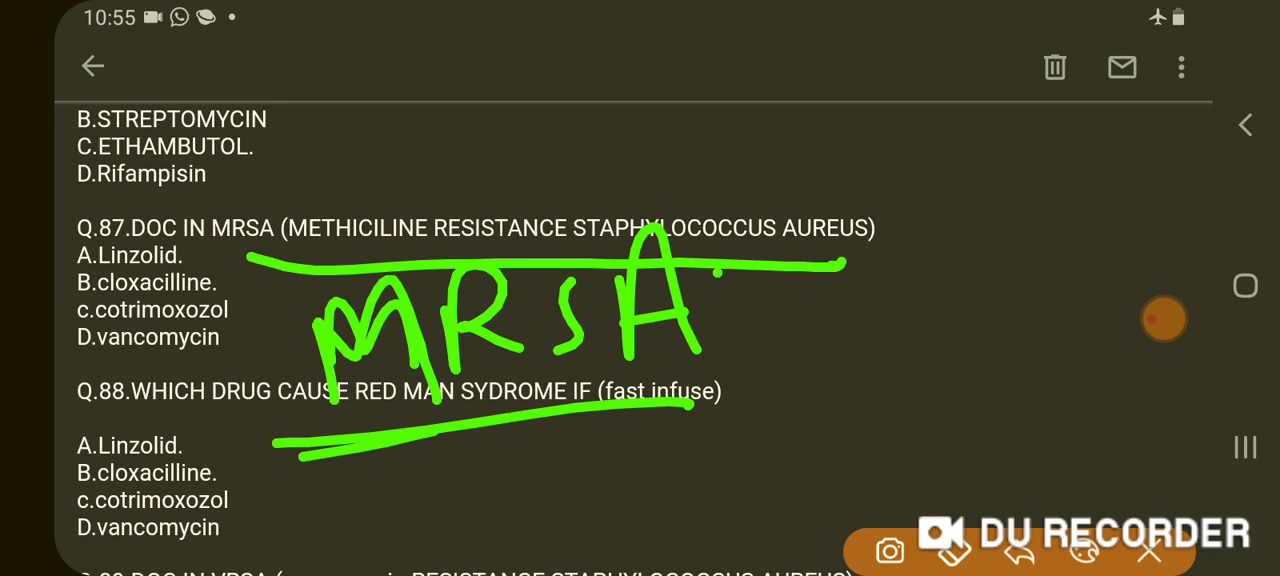 10:55
B.STREPTOMYCIN
C.ETHAMBUTOL.
D.Rifampisin
Q.87.DOC IN MRSA (METHICILINE RESISTANCE STAPHYLOCOCCUS AUREUS)
A.Linzolid.
B.cloxacilline.
c.cotrimoxozol
D.vancomycin
MRSA
Q.88.WHICH DRUG CAUSE RED MAN SYDROME IF (fast infuse)
A.Linzolid.
B.cloxacilline.
c.cotrimoxozol
D.vancomycin
DU RECORDER